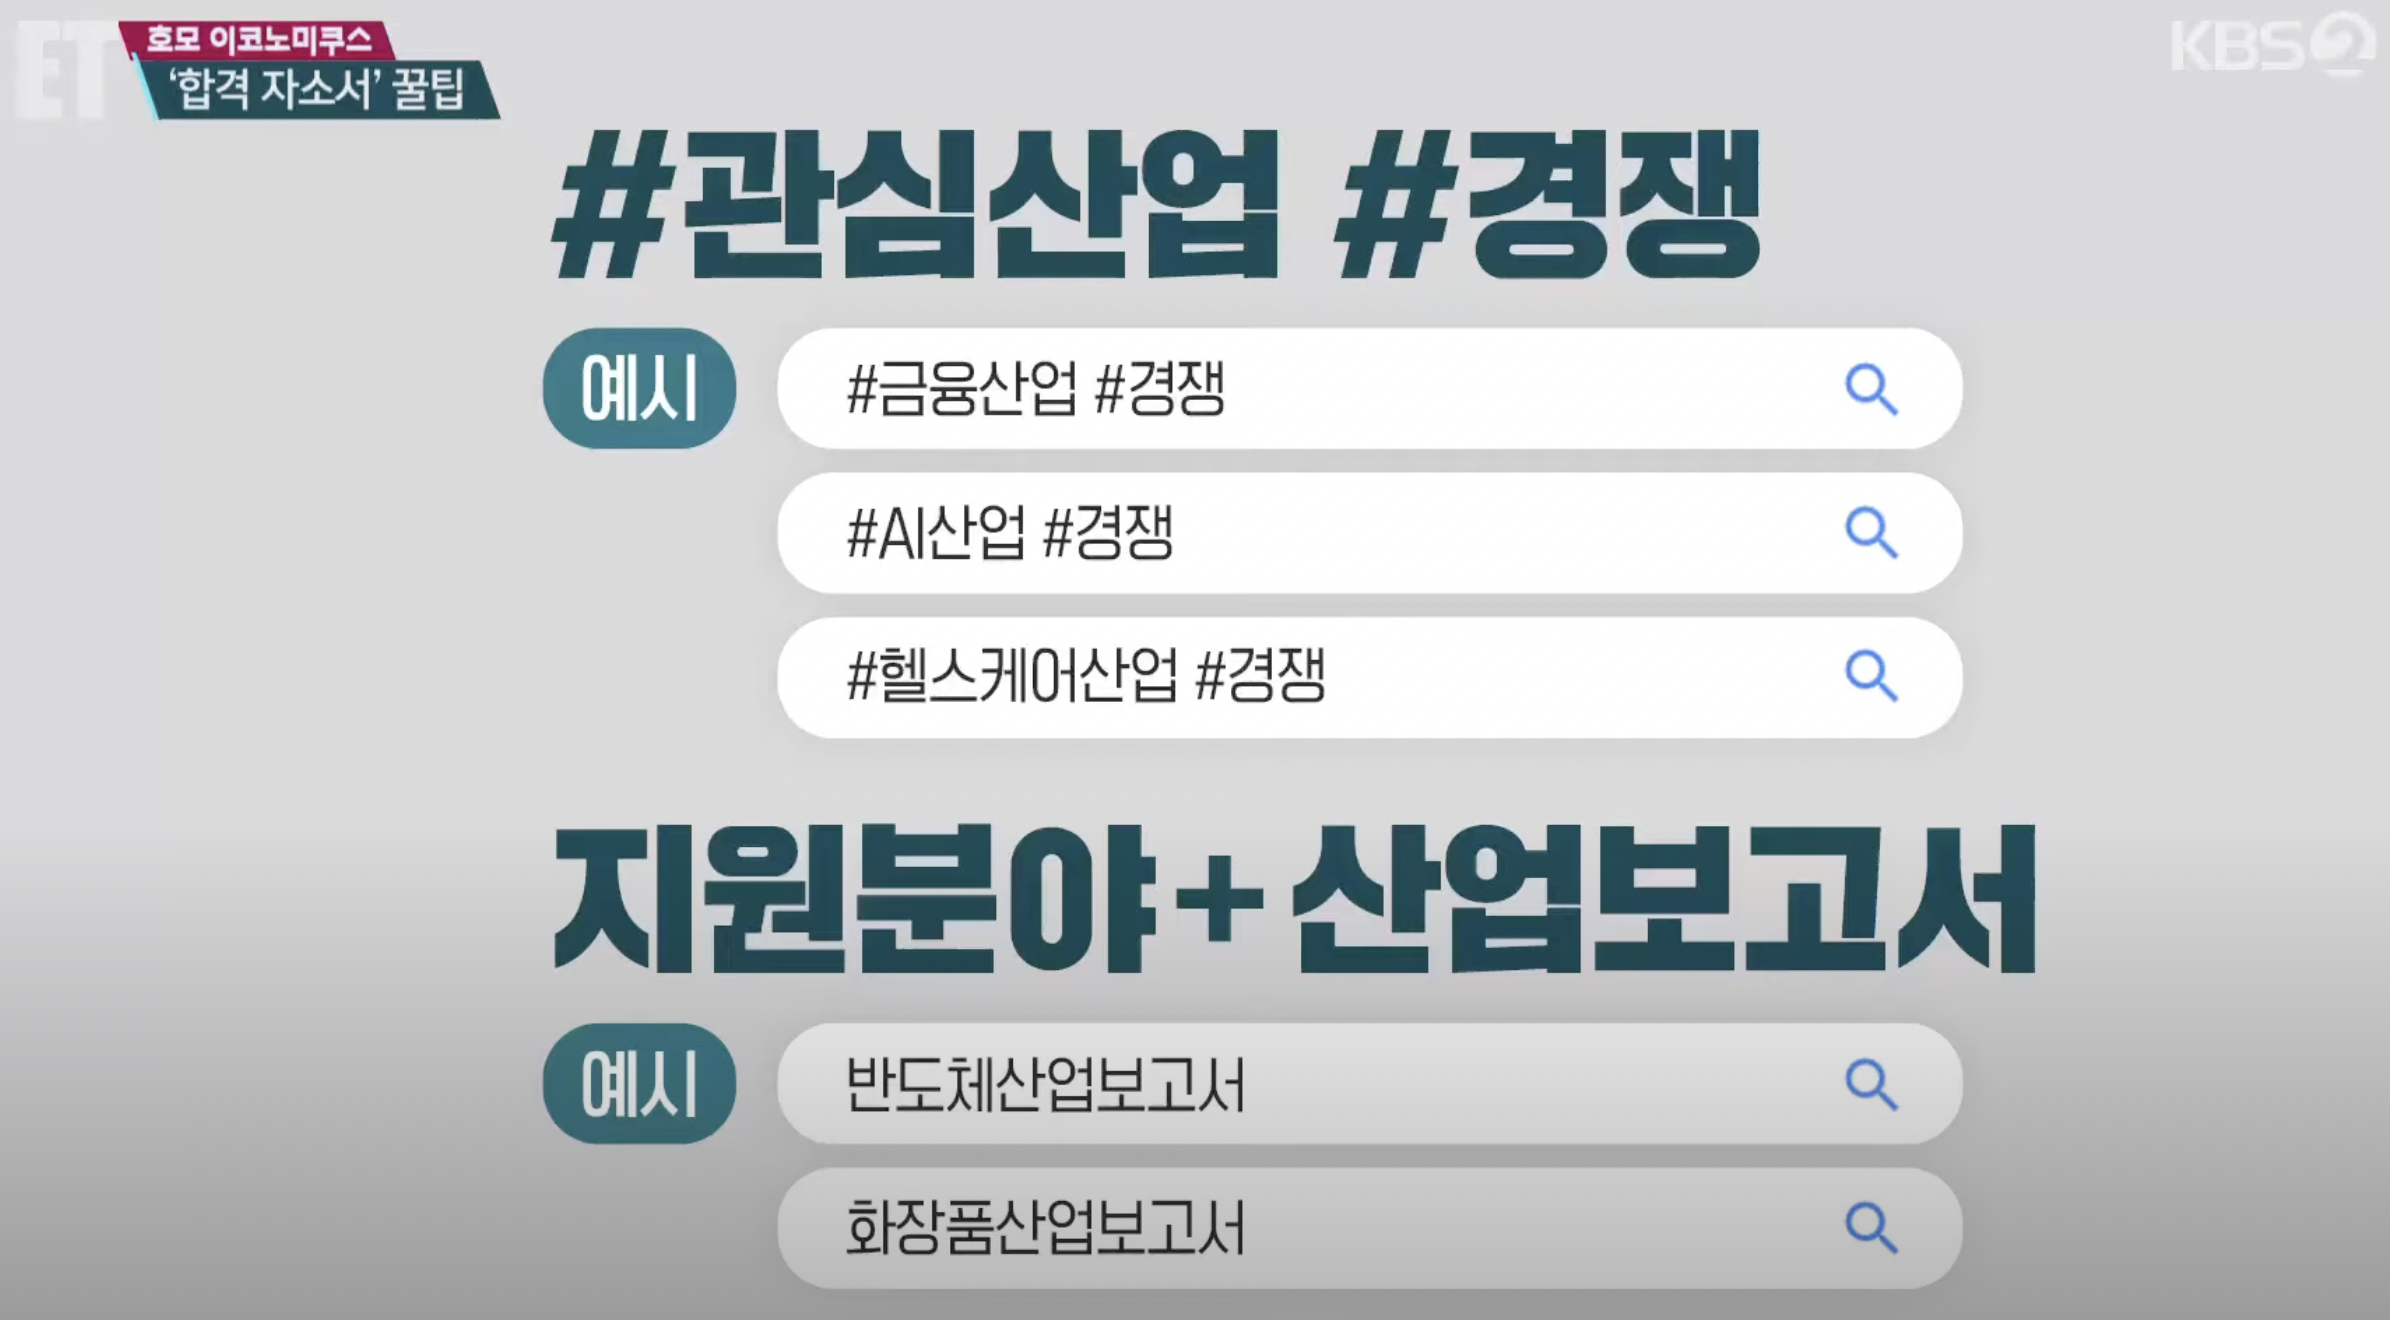 ET
호모 이코노미쿠스
‘합격 자소서’ 꿀팁
KBS 2
#관심산업 #경쟁
예시
#금융산업 #경쟁
#AI산업 #경쟁
#헬스케어산업 #경쟁
지원분야+산업보고서
예시
반도체산업보고서
화장품산업보고서